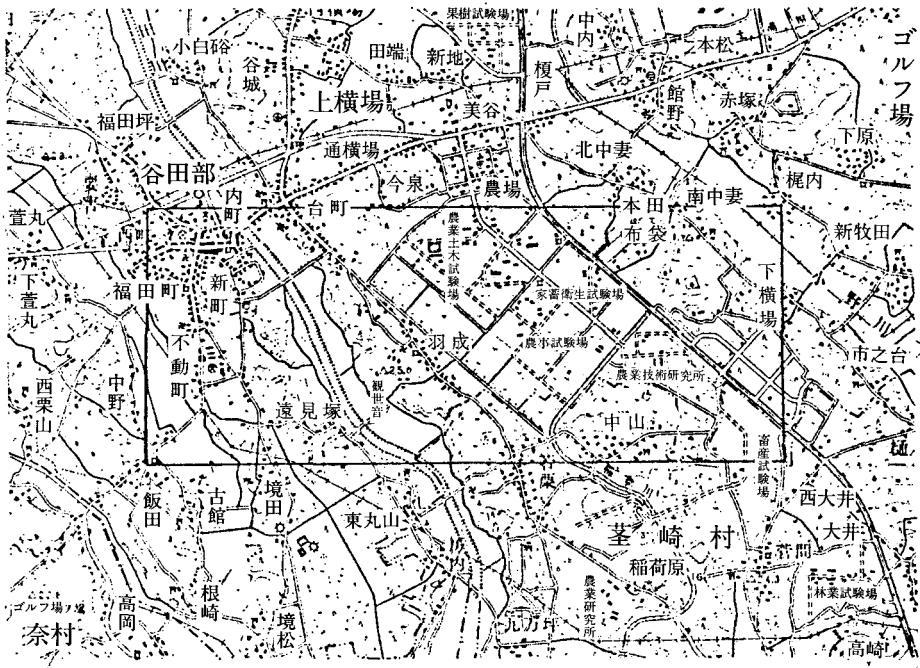 果樹試験場
中内
本松
ゴルフ場
小白硲
谷城
田端
新地
榎戸
館野
赤塚
上横場
美谷
福田坪
下原
通横場
北中妻
谷田部
今泉
農場
梶内
内町
台町
本田
南中妻
萱丸
布袋
新牧田
農業土木試験場
下萱丸
福田町
新町
家畜衛生試験場
下横場
羽成
農事試験場
不動町
市之台
観世音
農業技術研究所
西栗山
中野
遠見塚
中山
畜産試験場
飯田
古館
境田
東丸山
西大井
大井
茎崎村
菅間
稲荷原
農業研究所
林業試験場
根崎
高岡
境松
ゴルフ場
奈村
高崎